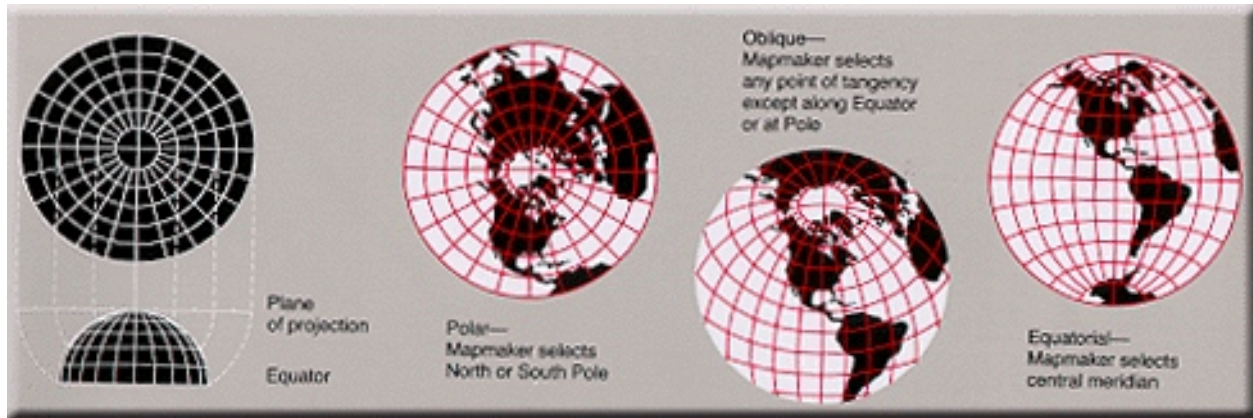 Plane
of projection
Equator
Polar—
Mapmaker selects
North or South Pole
Oblique—
Mapmaker selects
any point of tangency
except along Equator
or at Pole
Equatorial—
Mapmaker selects
central meridian